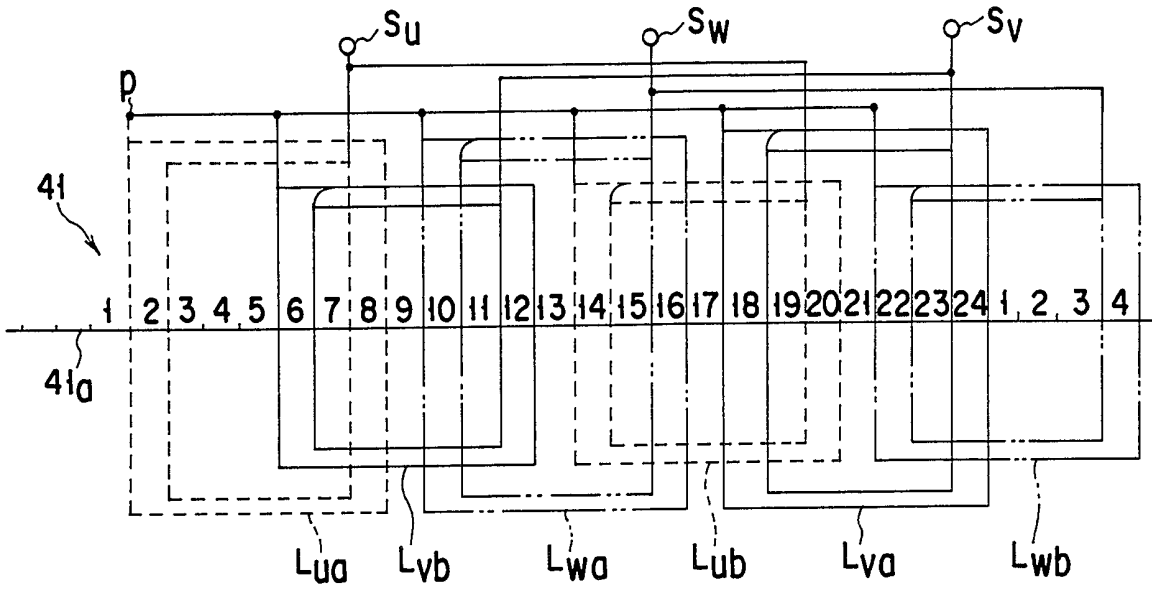 Su Sw Sv
P
41
1 2 3 4 5 6 7 8 9 10 11 12 13 14 15 16 17 18 19 20 21 22 23 24 1 2 3 4
41a
Lua Lvb Lwa Lub Lva Lwb